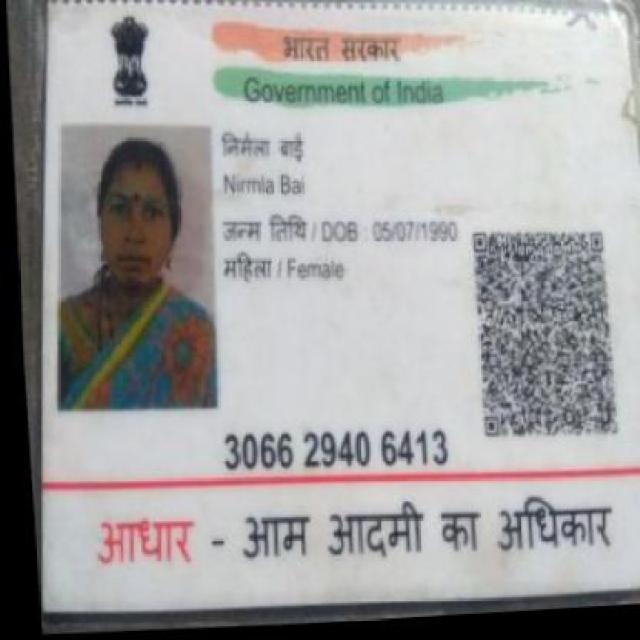 भारत सरकार
Government of India
निर्मला बाई
Nirmla Bai
जन्म तिथि / DOB : 05/07/1990
महिला / Female
3066 2940 6413
आधार - आम आदमी का अधिकार